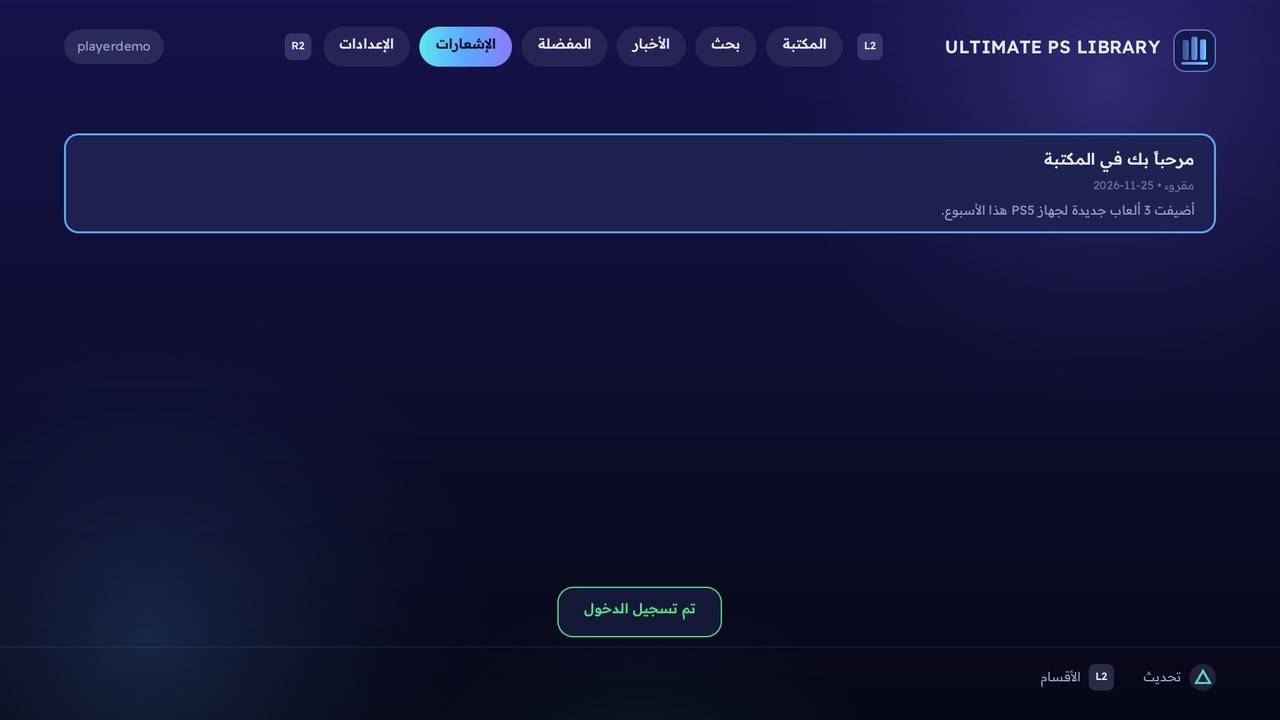 ULTIMATE PS LIBRARY
L2 المكتبة بحث الأخبار المفضلة الإشعارات الإعدادات R2
playerdemo
مرحباً بك في المكتبة
مقروء • 2026-11-25
أضيفت 3 ألعاب جديدة لجهاز PS5 هذا الأسبوع.
تم تسجيل الدخول
تحديث L2 الأقسام